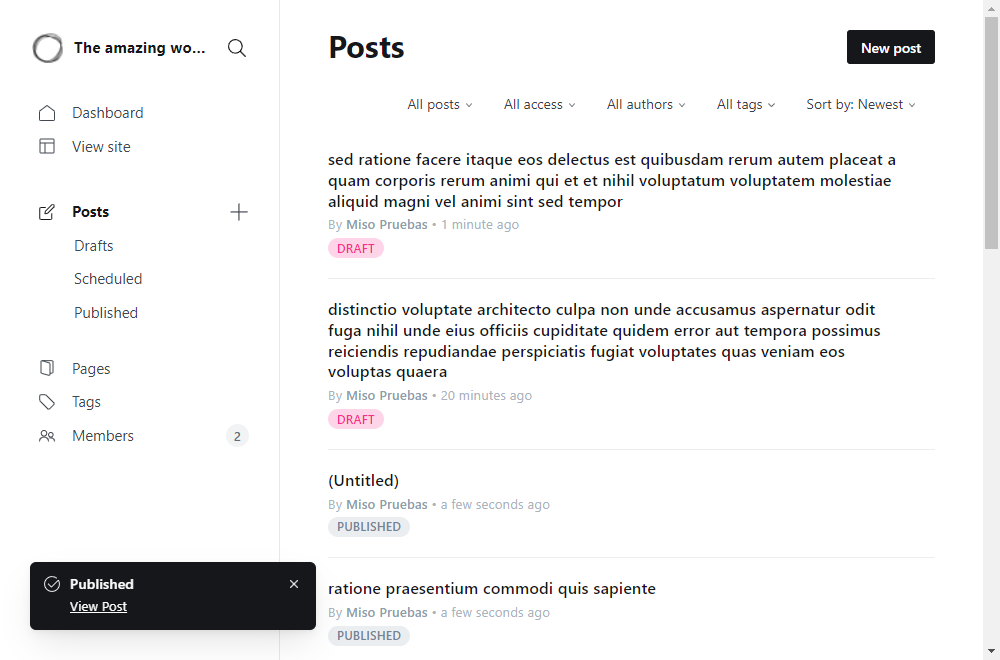 The amazing wo...
Dashboard
View site
Posts
Drafts
Scheduled
Published
Pages
Tags
Members
2
Published
View Post
Posts
New post
All posts
All access
All authors
All tags
Sort by: Newest
sed ratione facere itaque eos delectus est quibusdam rerum autem placeat a
quam corporis rerum animi qui et et nihil voluptatum voluptatem molestiae
aliquid magni vel animi sint sed tempor
By Miso Pruebas • 1 minute ago
DRAFT
distinctio voluptate architecto culpa non unde accusamus aspernatur odit
fuga nihil unde eius officiis cupiditate quidem error aut tempora possimus
reiciendis repudiandae perspiciatis fugiat voluptates quas veniam eos
voluptas quaera
By Miso Pruebas • 20 minutes ago
DRAFT
(Untitled)
By Miso Pruebas • a few seconds ago
PUBLISHED
ratione praesentium commodi quis sapiente
By Miso Pruebas • a few seconds ago
PUBLISHED